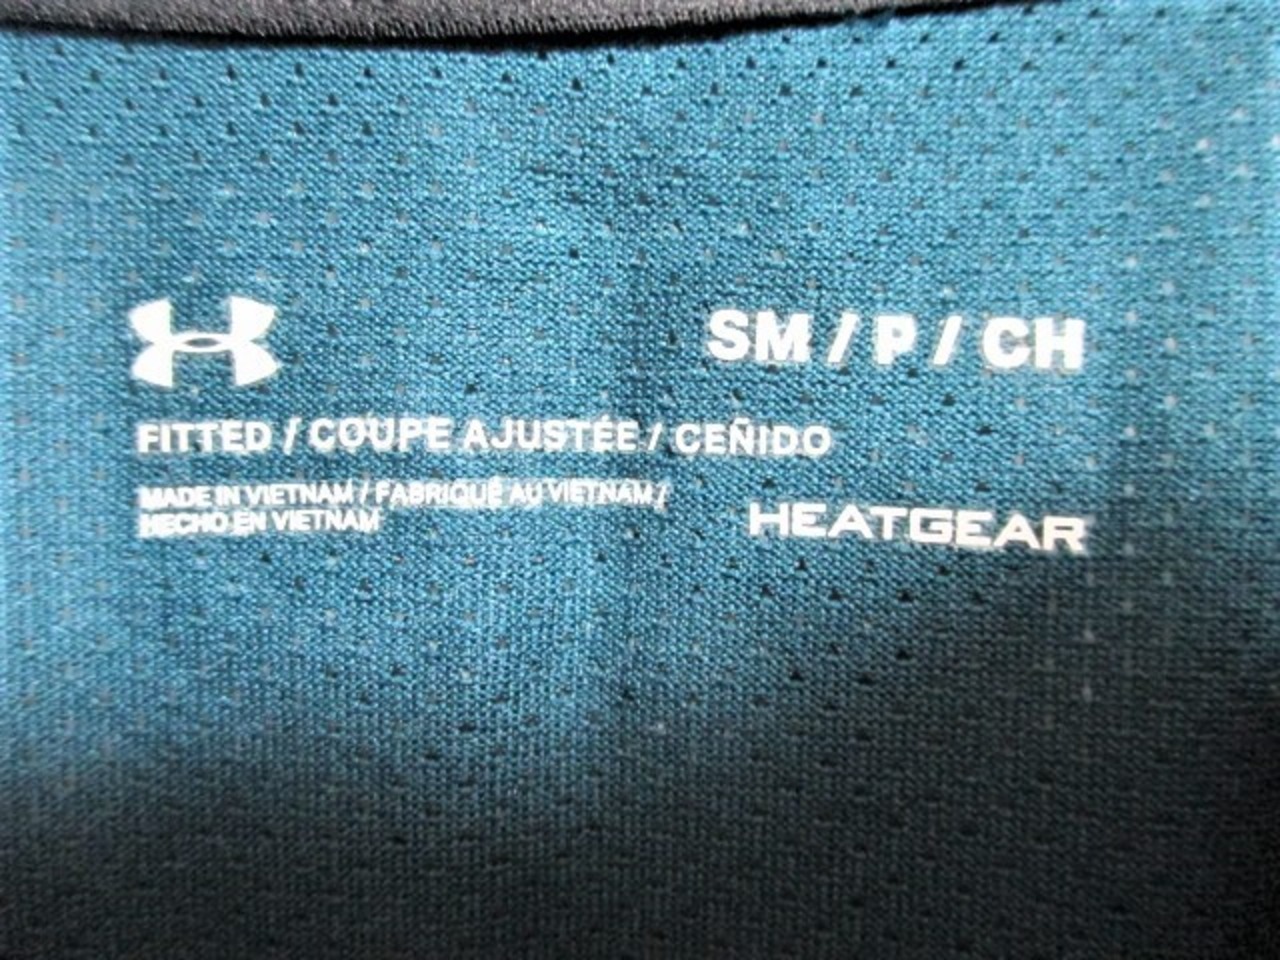 SM / P / CH
FITTED / COUPE AJUSTÉE / CEÑIDO
MADE IN VIETNAM / FABRIQUÉ AU VIETNAM /
HECHO EN VIETNAM
HEATGEAR